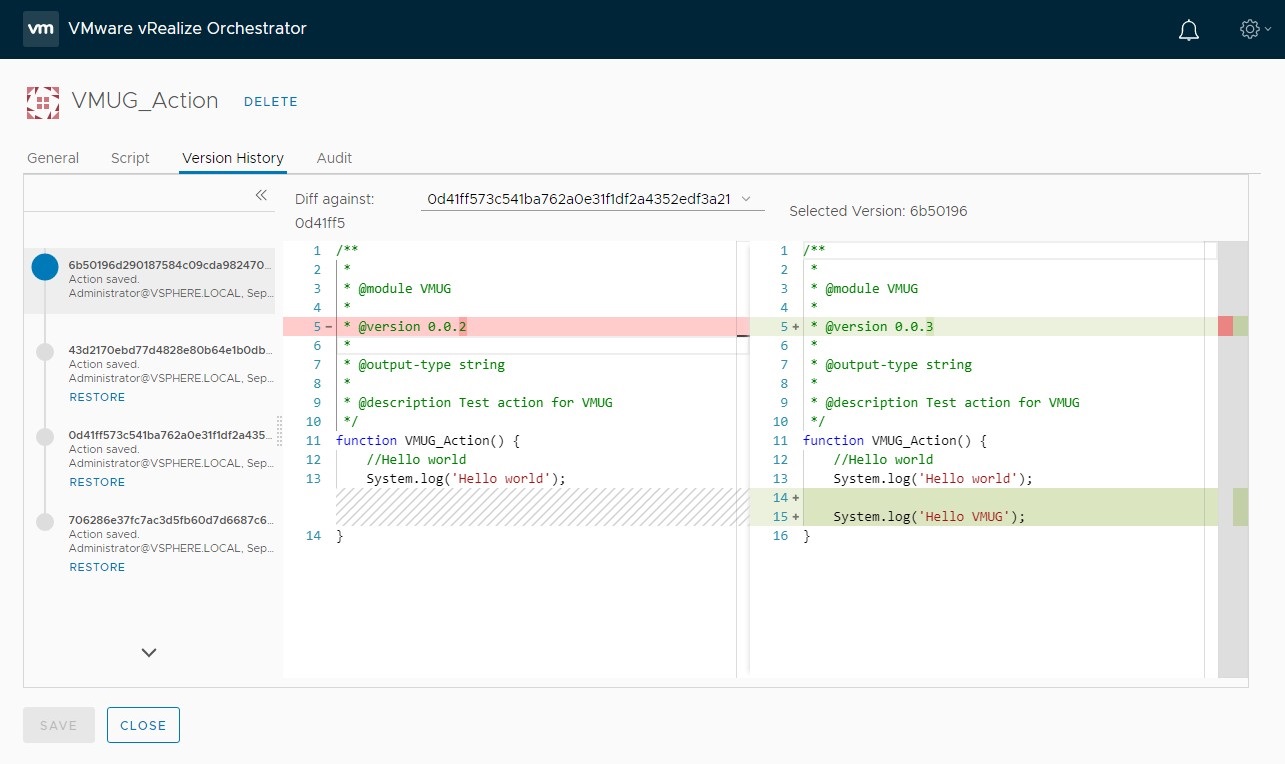 vm VMware vRealize Orchestrator
VMUG_Action DELETE
General Script Version History Audit
Diff against: 0d41ff573c541ba762a0e31f1df2a4352edf3a21
0d41ff5
Selected Version: 6b50196
6b50196d290187584c09cda982470...
Action saved.
Administrator@VSPHERE.LOCAL, Sep...
43d2170ebd77d4828e80b64e1b0db...
Action saved.
Administrator@VSPHERE.LOCAL, Sep...
RESTORE
0d41ff573c541ba762a0e31f1df2a435...
Action saved.
Administrator@VSPHERE.LOCAL, Sep...
RESTORE
706286e37fc7ac3d5fb60d7d6687c6...
Action saved.
Administrator@VSPHERE.LOCAL, Sep...
RESTORE
1 /**
2 *
3 * @module VMUG
4 *
5 - * @version 0.0.2
6 *
7 * @output-type string
8 *
9 * @description Test action for VMUG
10 */
11 function VMUG_Action() {
12 //Hello world
13 System.log('Hello world');
14 }
1 /**
2 *
3 * @module VMUG
4 *
5 + * @version 0.0.3
6 *
7 * @output-type string
8 *
9 * @description Test action for VMUG
10 */
11 function VMUG_Action() {
12 //Hello world
13 System.log('Hello world');
14 +
15 + System.log('Hello VMUG');
16 }
SAVE CLOSE